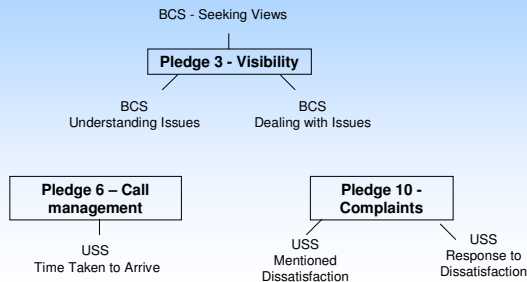 BCS - Seeking Views
Pledge 3 - Visibility
BCS
Understanding Issues
BCS
Dealing with Issues
Pledge 6 – Call
management
USS
Time Taken to Arrive
Pledge 10 -
Complaints
USS
Mentioned
Dissatisfaction
USS
Response to
Dissatisfaction